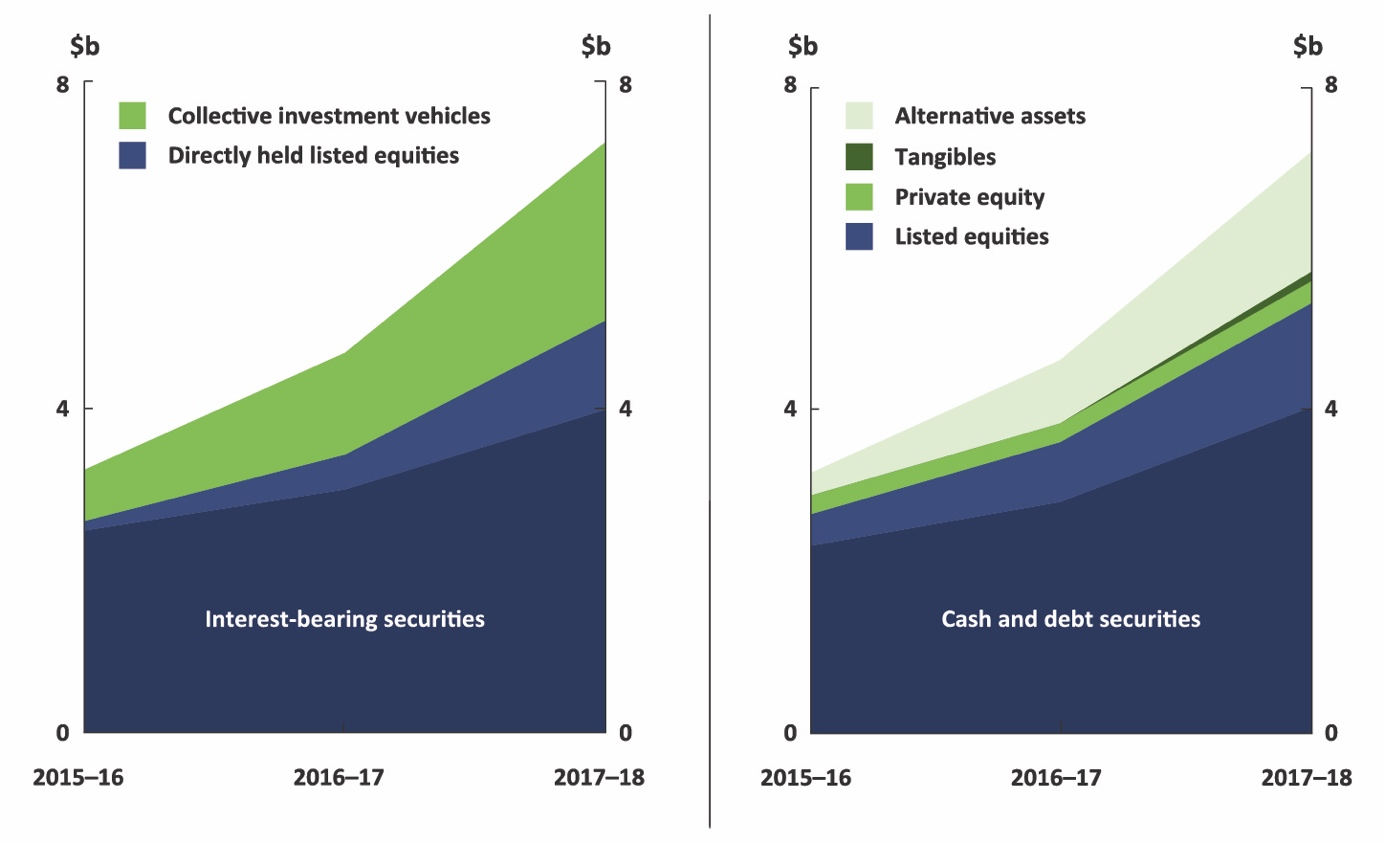 $b
$b
8
8
Collective investment vehicles
Directly held listed equities
4
4
Interest-bearing securities
0
0
2015–16
2016–17
2017–18
$b
$b
8
8
Alternative assets
Tangibles
Private equity
Listed equities
4
4
Cash and debt securities
0
0
2015–16
2016–17
2017–18